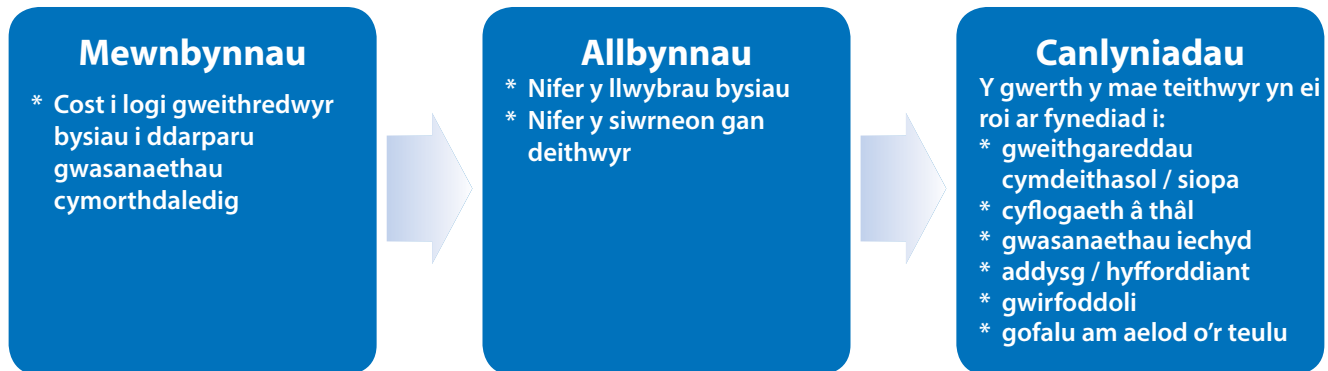 Mewnbynnau
* Cost i logi gweithredwyr
bysiau i ddarparu
gwasanaethau
cymorthdaledig
Allbynnau
* Nifer y llwybrau bysiau
* Nifer y siwrneon gan
deithwyr
Canlyniadau
Y gwerth y mae teithwyr yn ei
roi ar fynediad i:
* gweithgareddau
cymdeithasol / siopa
* cyflogaeth â thâl
* gwasanaethau iechyd
* addysg / hyfforddiant
* gwirfoddoli
* gofalu am aelod o'r teulu